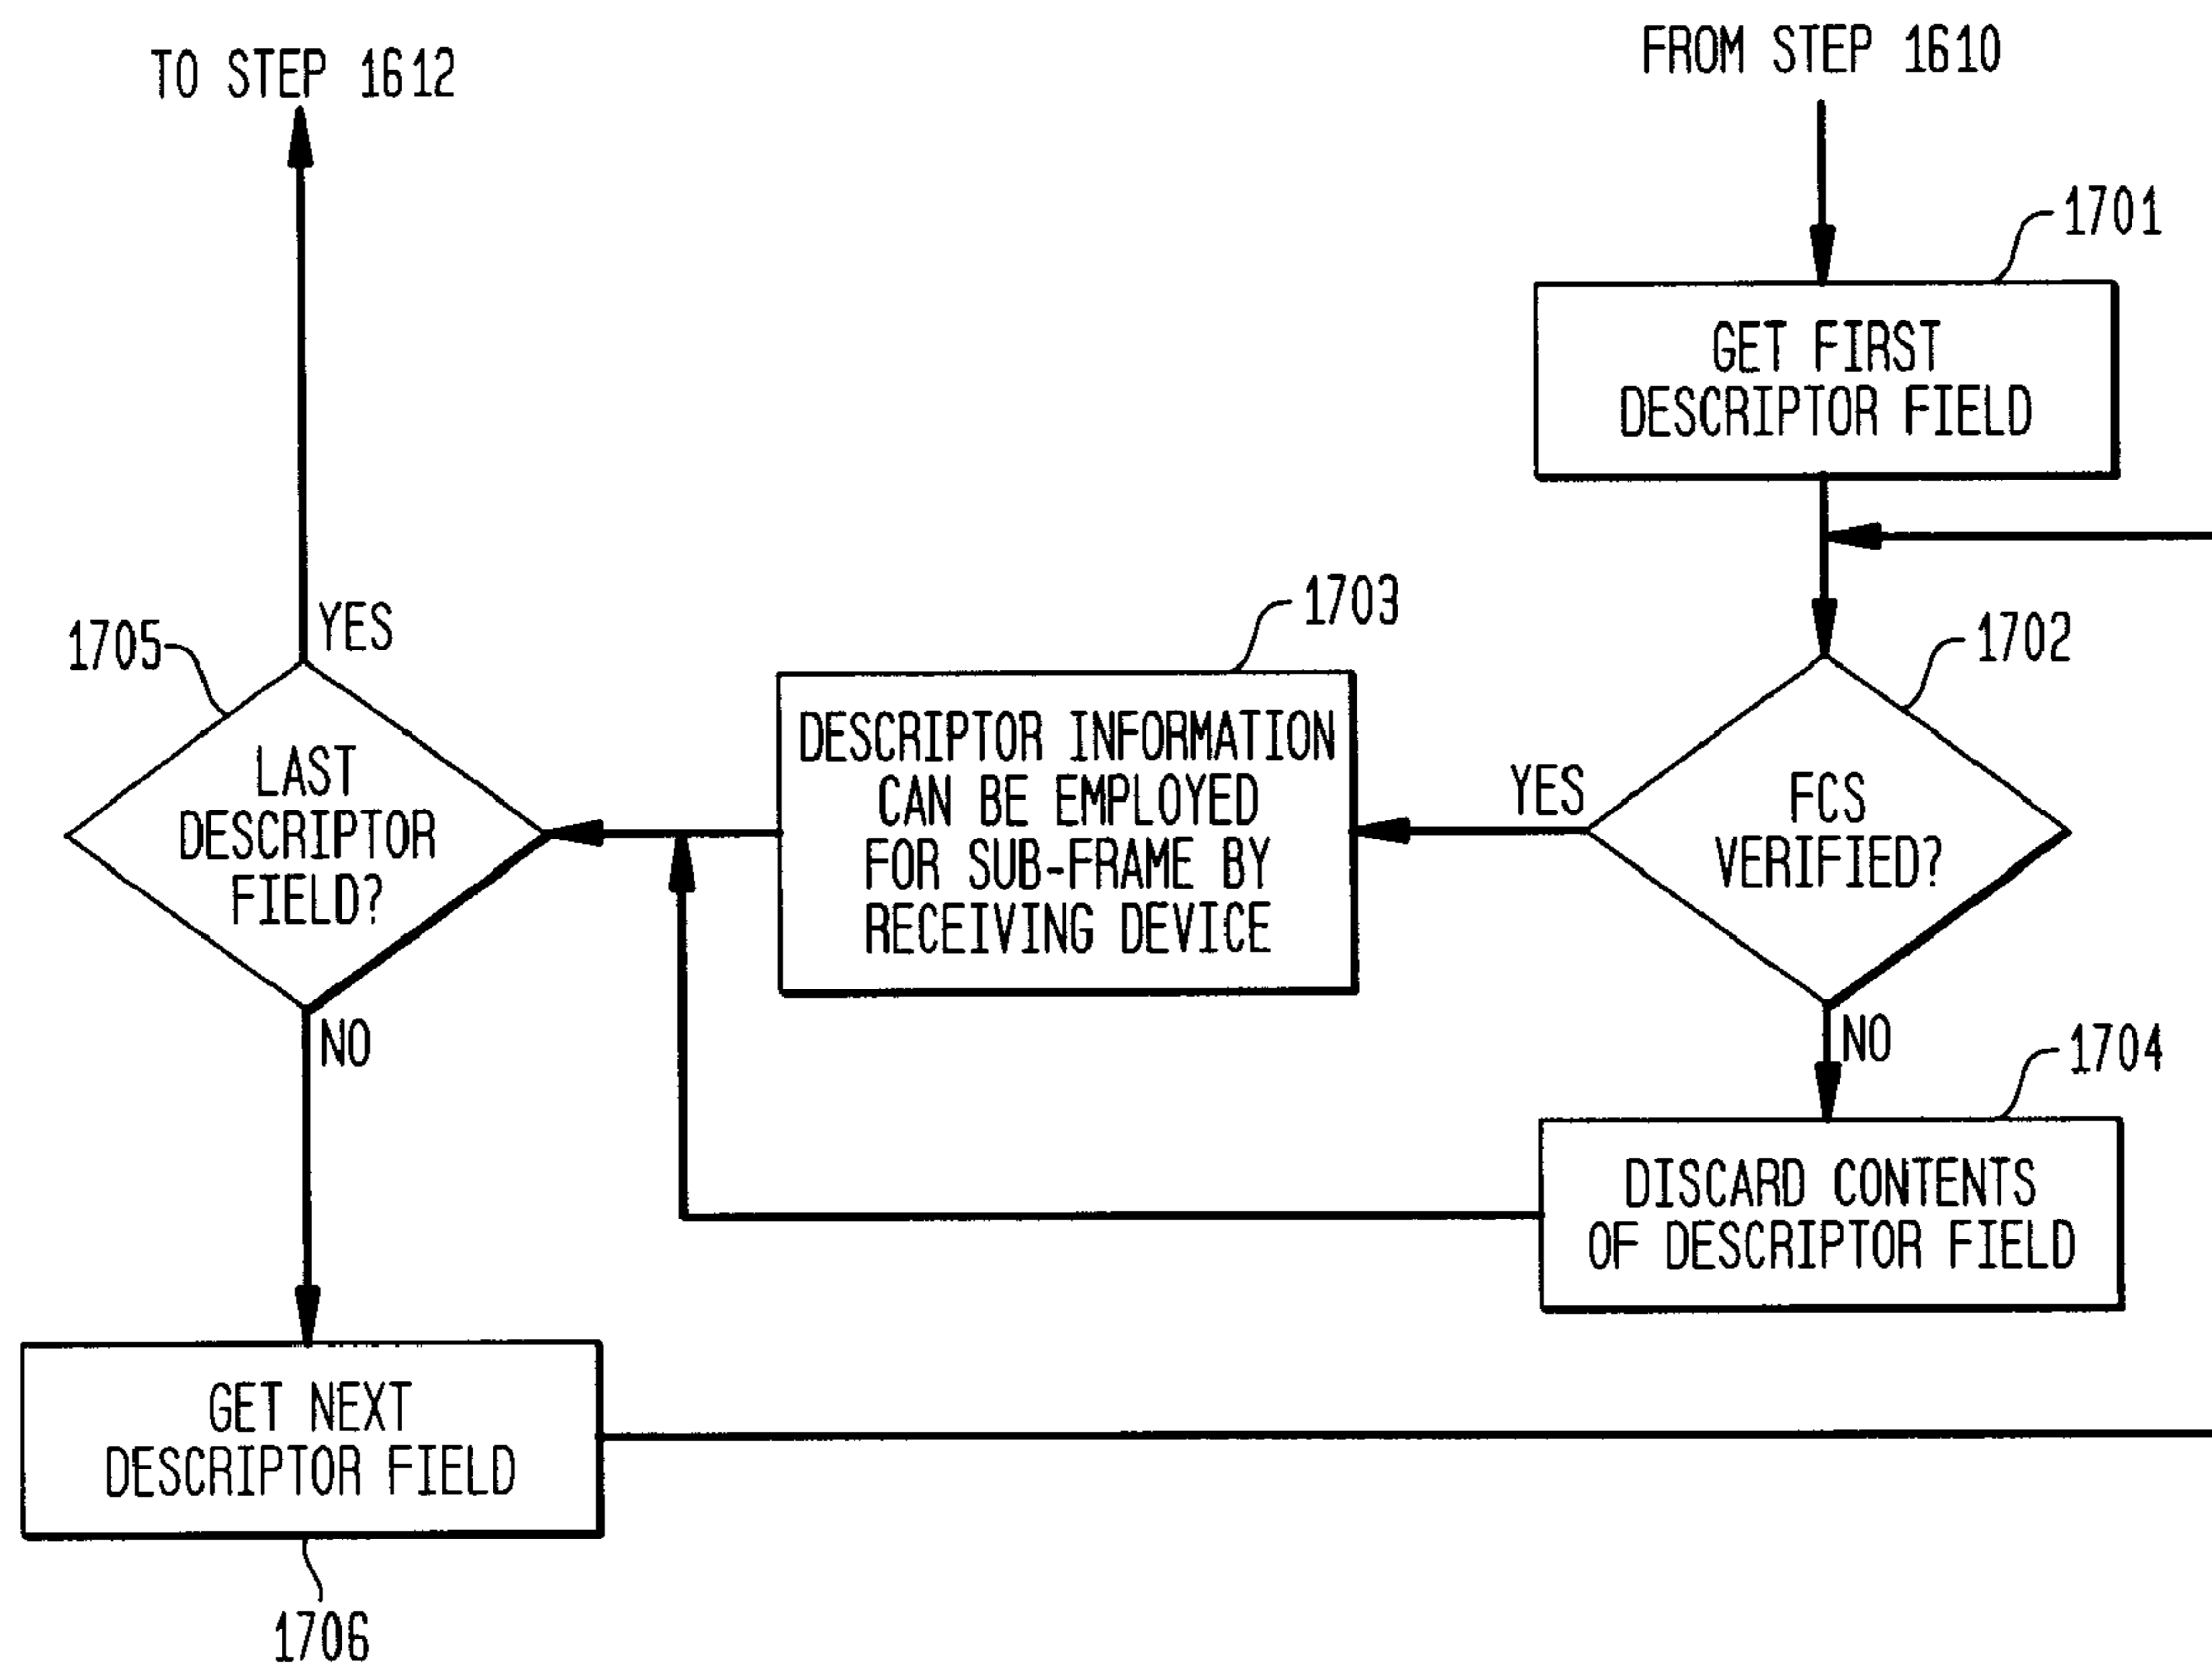 TO STEP 1612
FROM STEP 1610
1701
GET FIRST
DESCRIPTOR FIELD
1702
FCS
VERIFIED?
YES
NO
1703
DESCRIPTOR INFORMATION
CAN BE EMPLOYED
FOR SUB-FRAME BY
RECEIVING DEVICE
1704
DISCARD CONTENTS
OF DESCRIPTOR FIELD
1705
YES
LAST
DESCRIPTOR
FIELD?
NO
GET NEXT
DESCRIPTOR FIELD
1706